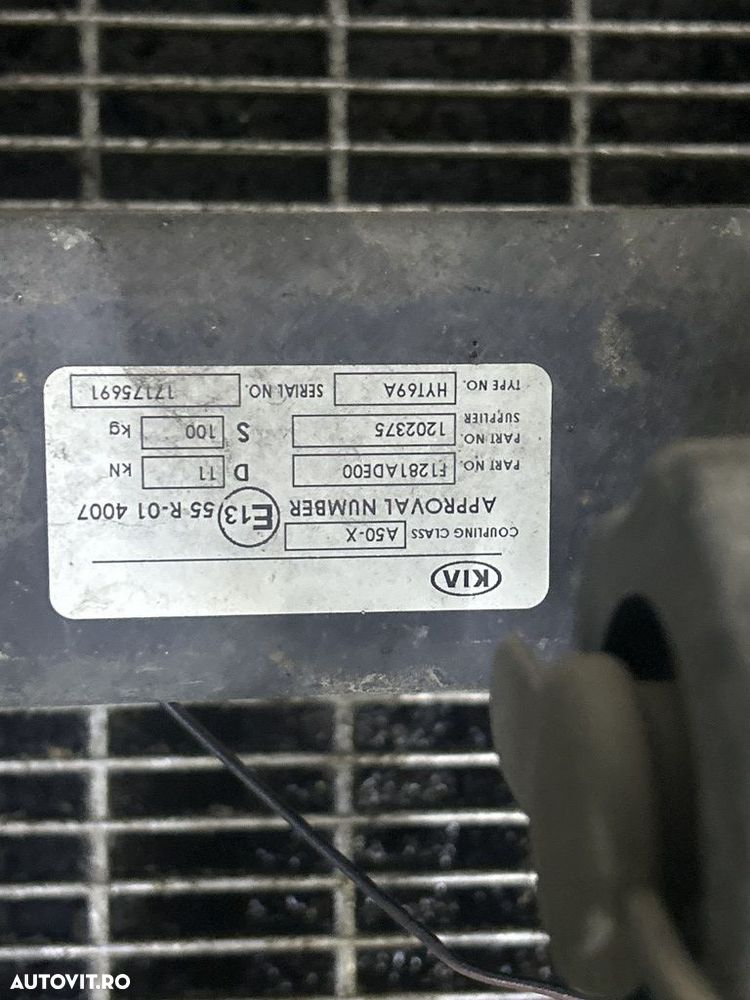 KIA
COUPLING CLASS A50-X
APPROVAL NUMBER E13 55 R-01 4007
PART NO. F1281ADE00 D 11 kN
SUPPLIER PART NO. 1202375 S 100 kg
TYPE NO. HYT69A SERIAL NO. 17175691
AUTOVIT.RO